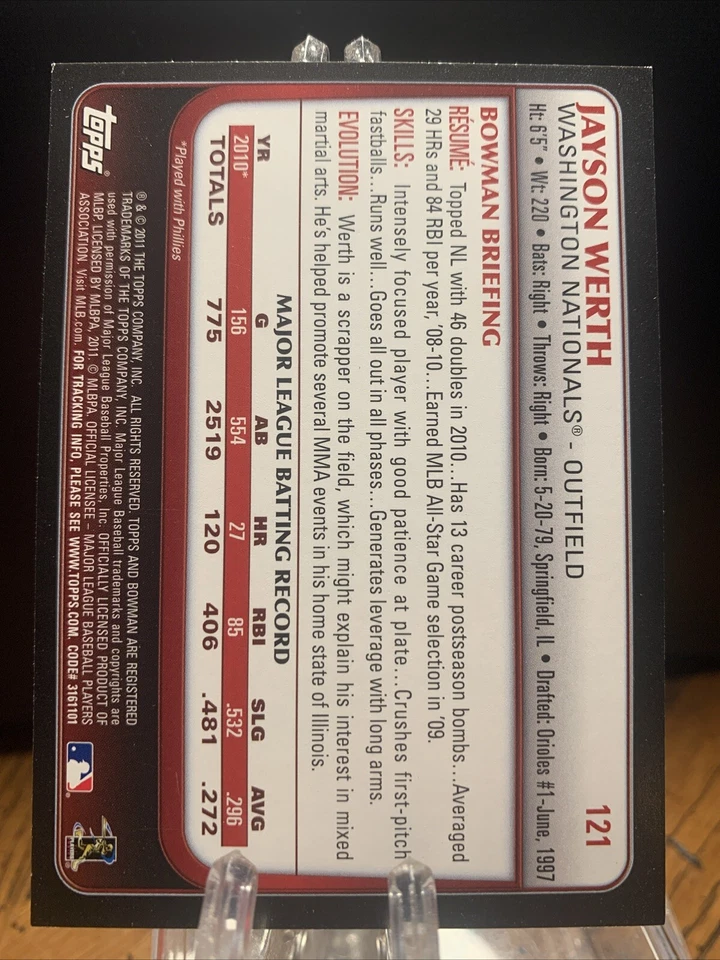 JAYSON WERTH 121
WASHINGTON NATIONALS® - OUTFIELD
Ht: 6'5" • Wt: 220 • Bats: Right • Throws: Right • Born: 5-20-79, Springfield, IL • Drafted: Orioles #1-June, 1997
BOWMAN BRIEFING
RÉSUMÉ: Topped NL with 46 doubles in 2010...Has 13 career postseason bombs...Averaged
29 HRs and 84 RBI per year, '08-10...Earned MLB All-Star Game selection in '09.
SKILLS: Intensely focused player with good patience at plate...Crushes first-pitch
fastballs...Runs well...Goes all out in all phases...Generates leverage with long arms.
EVOLUTION: Werth is a scrapper on the field, which might explain his interest in mixed
martial arts. He's helped promote several MMA events in his home state of Illinois.
MAJOR LEAGUE BATTING RECORD
YR G AB HR RBI SLG AVG
2010* 156 554 27 85 .532 .296
TOTALS 775 2519 120 406 .481 .272
*Played with Phillies
® & © 2011 THE TOPPS COMPANY, INC. ALL RIGHTS RESERVED. TOPPS AND BOWMAN ARE REGISTERED
TRADEMARKS OF THE TOPPS COMPANY, INC. Major League Baseball trademarks and copyrights are
used with permission of Major League Baseball Properties, Inc. OFFICIALLY LICENSED PRODUCT OF
MLBP. LICENSED BY MLBPA, 2011. © MLBPA. OFFICIAL LICENSEE – MAJOR LEAGUE BASEBALL PLAYERS
ASSOCIATION. Visit MLB.com. FOR TRACKING INFO, PLEASE SEE WWW.TOPPS.COM. CODE# 3161101
topps®